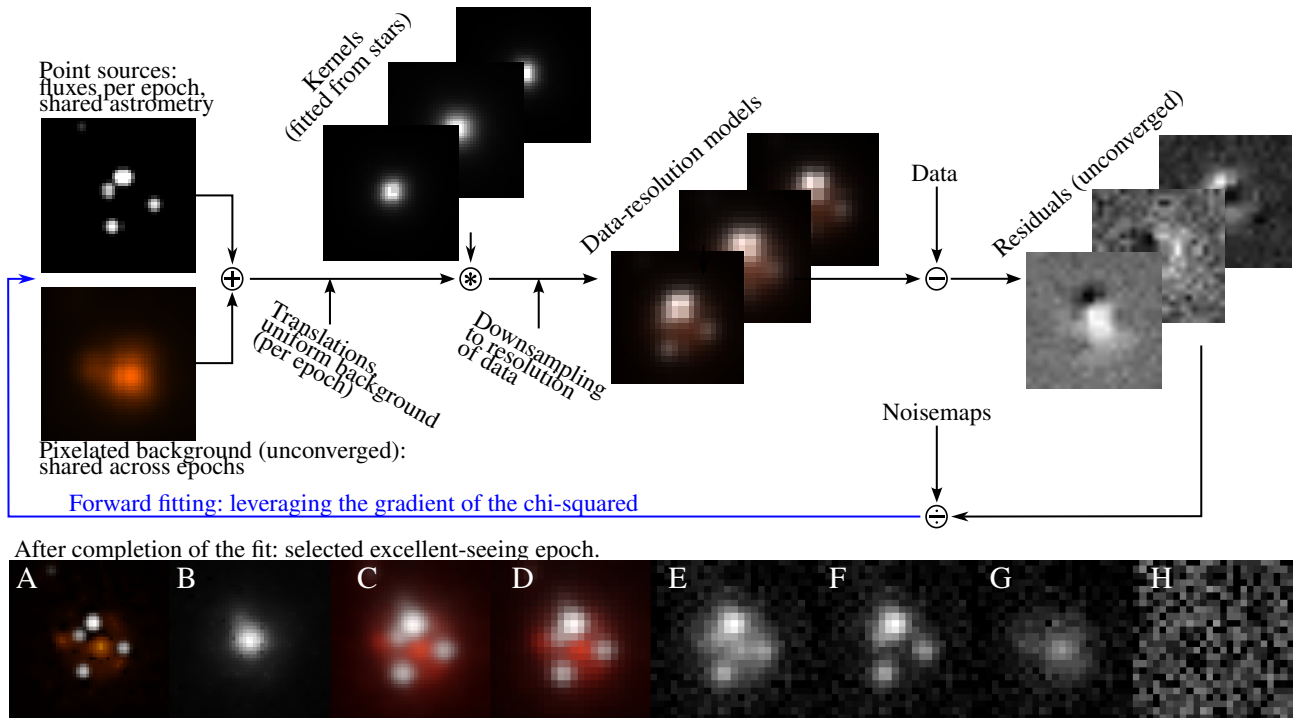 Point sources:
fluxes per epoch,
shared astrometry
Kernels
(fitted from stars)
Data-resolution models
Data
Residuals (unconverged)
Translations,
uniform background
(per epoch)
Downsampling
to resolution
of data
Noisemaps
Pixelated background (unconverged):
shared across epochs
Forward fitting: leveraging the gradient of the chi-squared
After completion of the fit: selected excellent-seeing epoch.
A B C D E F G H